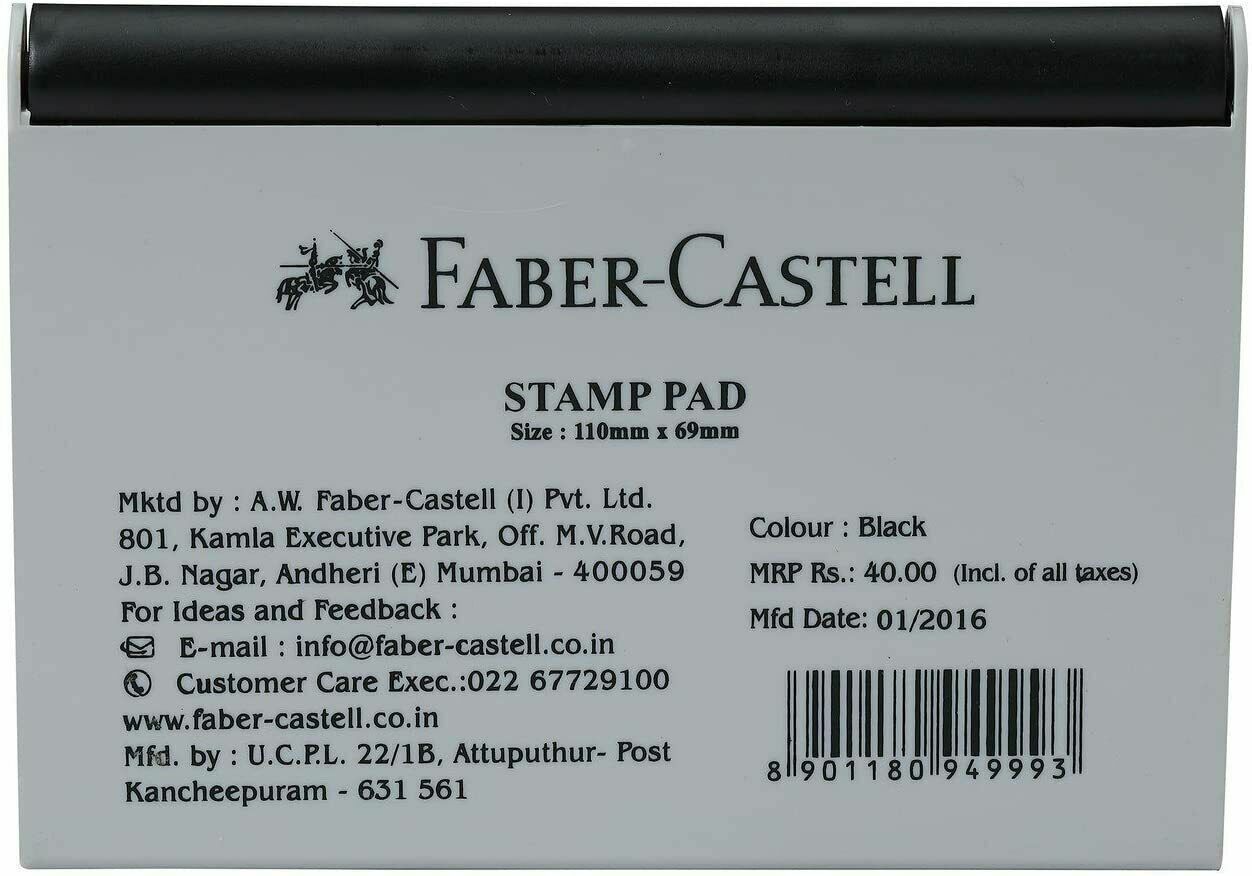 FABER-CASTELL
STAMP PAD
Size : 110mm x 69mm
Mktd by : A.W. Faber-Castell (I) Pvt. Ltd.
801, Kamla Executive Park, Off. M.V.Road,
J.B. Nagar, Andheri (E) Mumbai - 400059
For Ideas and Feedback :
E-mail : info@faber-castell.co.in
Customer Care Exec.:022 67729100
www.faber-castell.co.in
Mfd. by : U.C.P.L. 22/1B, Attuputhur- Post
Kancheepuram - 631 561
Colour : Black
MRP Rs.: 40.00 (Incl. of all taxes)
Mfd Date: 01/2016
8 901180 949993